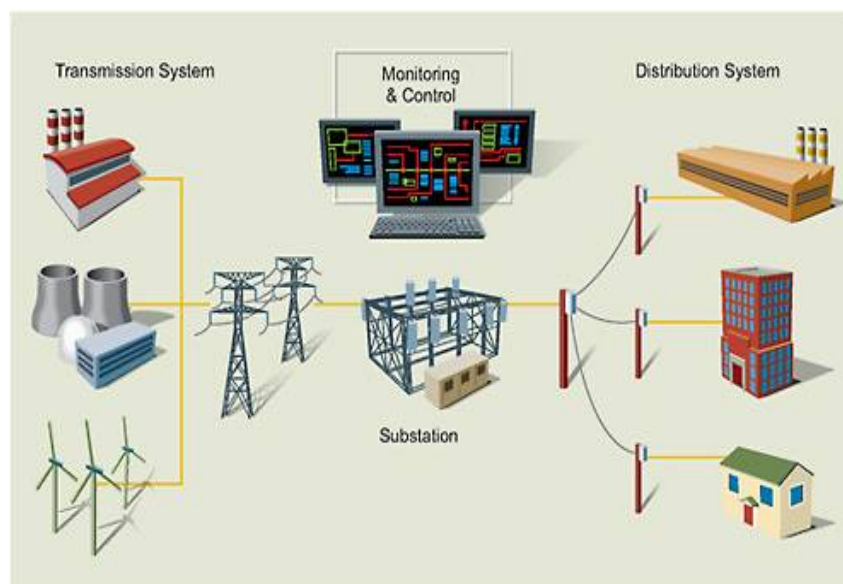 Transmission System
Monitoring
& Control
Distribution System
Substation